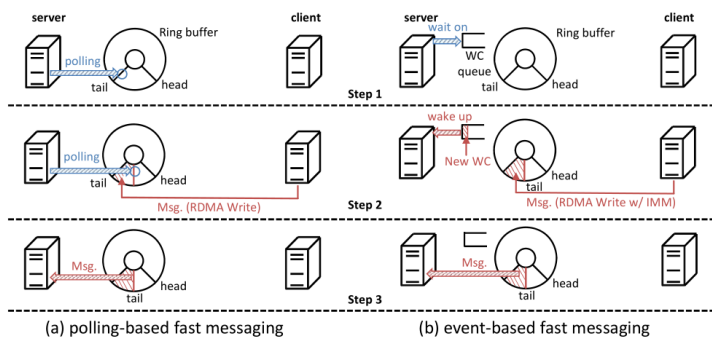 server
client
Ring buffer
polling
tail
head
server
client
wait on
Ring buffer
WC
queue
tail
head
Step 1
polling
tail
head
Msg. (RDMA Write)
wake up
New WC
head
tail
Msg. (RDMA Write w/ IMM)
Step 2
Msg.
head
tail
Msg.
head
tail
Step 3
(a) polling-based fast messaging
(b) event-based fast messaging